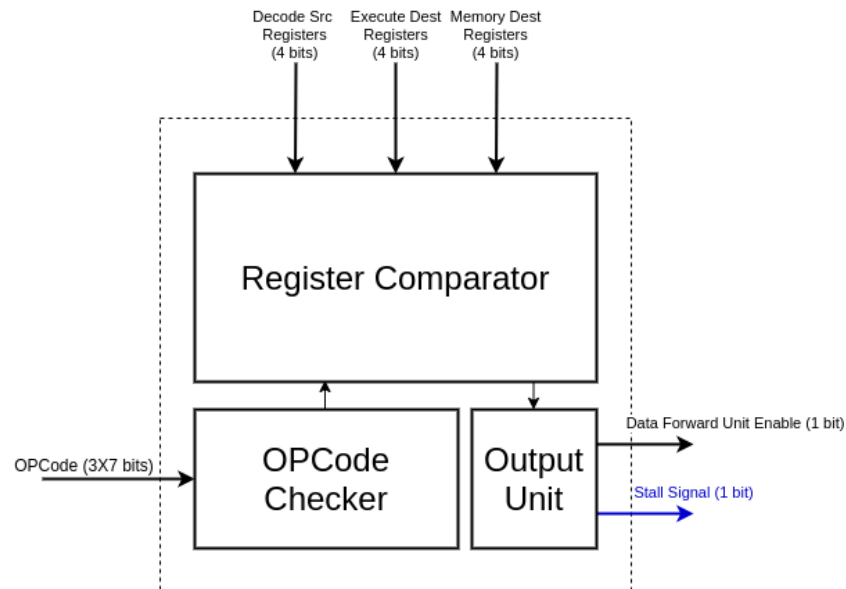 Decode Src
Registers
(4 bits)
Execute Dest
Registers
(4 bits)
Memory Dest
Registers
(4 bits)
Register Comparator
OPCode (3X7 bits)
OPCode
Checker
Output
Unit
Data Forward Unit Enable (1 bit)
Stall Signal (1 bit)